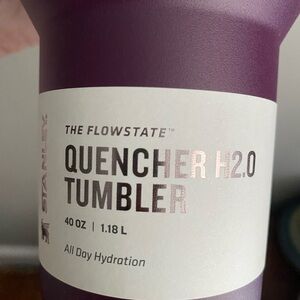 THE FLOWSTATE™
QUENCHER H2.0
TUMBLER
40 OZ | 1.18 L
All Day Hydration
STANLEY